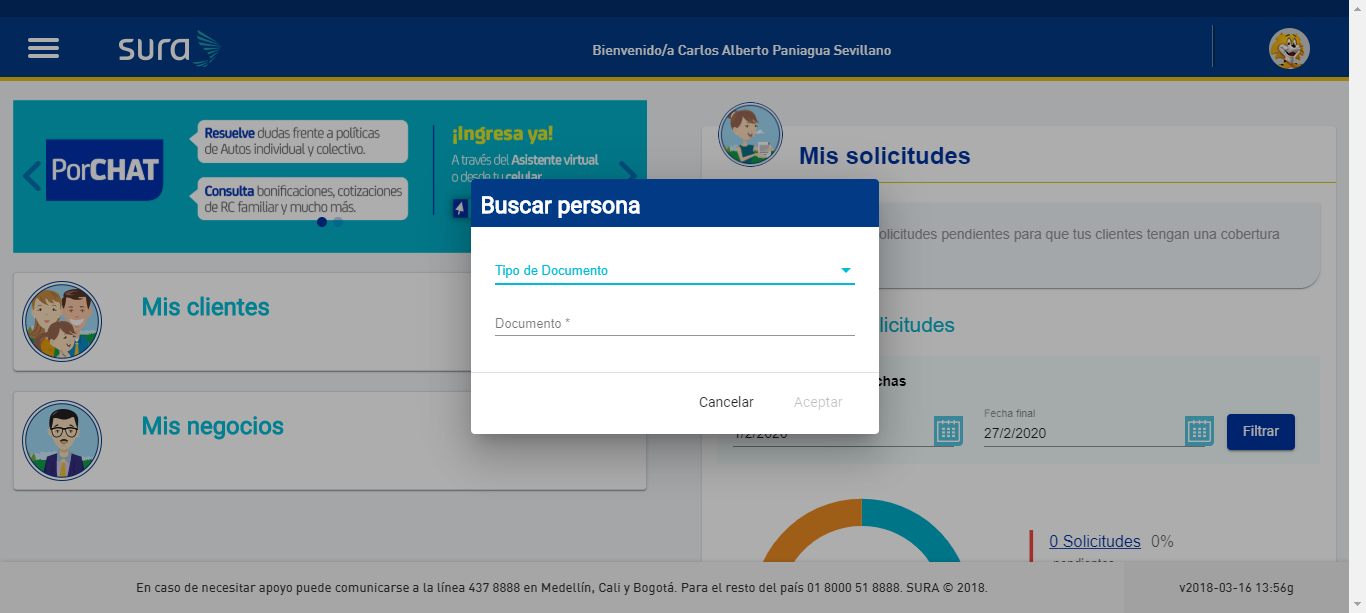 sura
Bienvenido/a Carlos Alberto Paniagua Sevillano
PorCHAT
Resuelve dudas frente a políticas
de Autos individual y colectivo.
Consulta bonificaciones, cotizaciones
de RC familiar y mucho más.
¡Ingresa ya!
A través del Asistente virtual
o desde tu celular
Mis clientes
Mis negocios
Buscar persona
Tipo de Documento
Documento *
Cancelar Aceptar
Mis solicitudes
olicitudes pendientes para que tus clientes tengan una cobertura
licitudes
chas
1/2/2020
Fecha final
27/2/2020
Filtrar
0 Solicitudes 0%
pendientes
En caso de necesitar apoyo puede comunicarse a la línea 437 8888 en Medellín, Cali y Bogotá. Para el resto del país 01 8000 51 8888. SURA © 2018.
v2018-03-16 13:56g